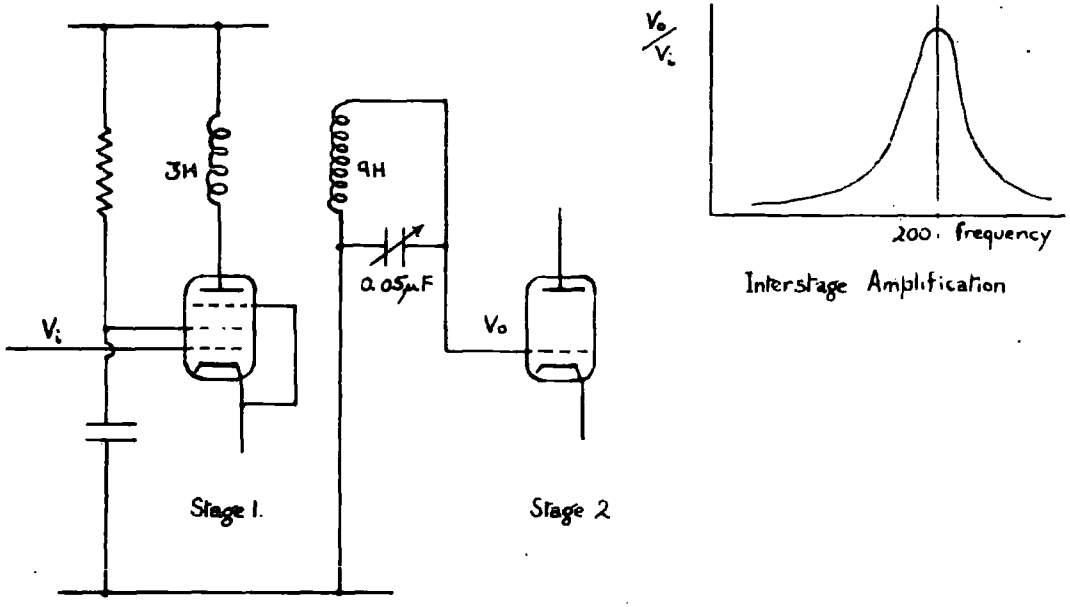 Vo/Vi
200. frequency
Interstage Amplification
3H
9H
0.05μF
Vi
Vo
Stage 1.
Stage 2